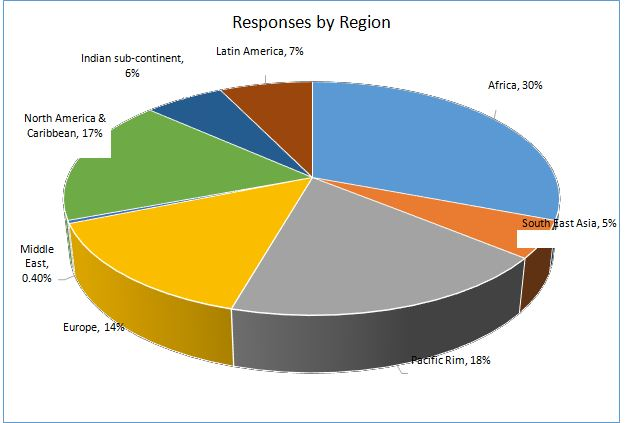 Responses by Region
Latin America, 7%
Indian sub-continent,
6%
Africa, 30%
North America &
Caribbean, 17%
South East Asia, 5%
Middle
East,
0.40%
Europe, 14%
Pacific Rim, 18%